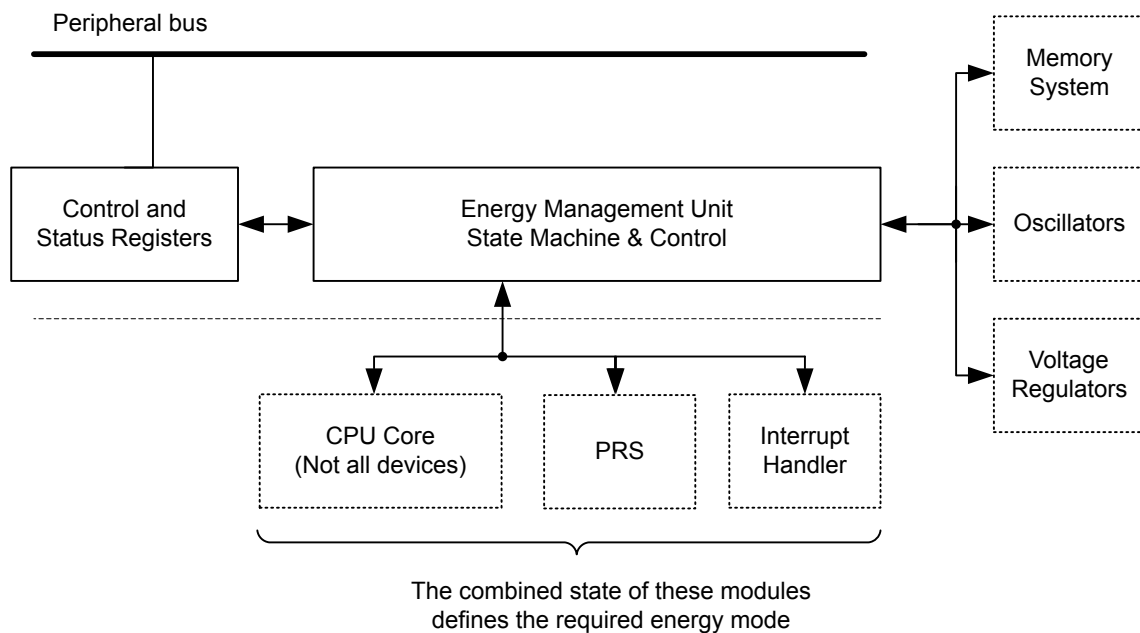 Peripheral bus
Memory
System
Control and
Status Registers
Energy Management Unit
State Machine & Control
Oscillators
Voltage
Regulators
CPU Core
(Not all devices)
PRS
Interrupt
Handler
The combined state of these modules
defines the required energy mode